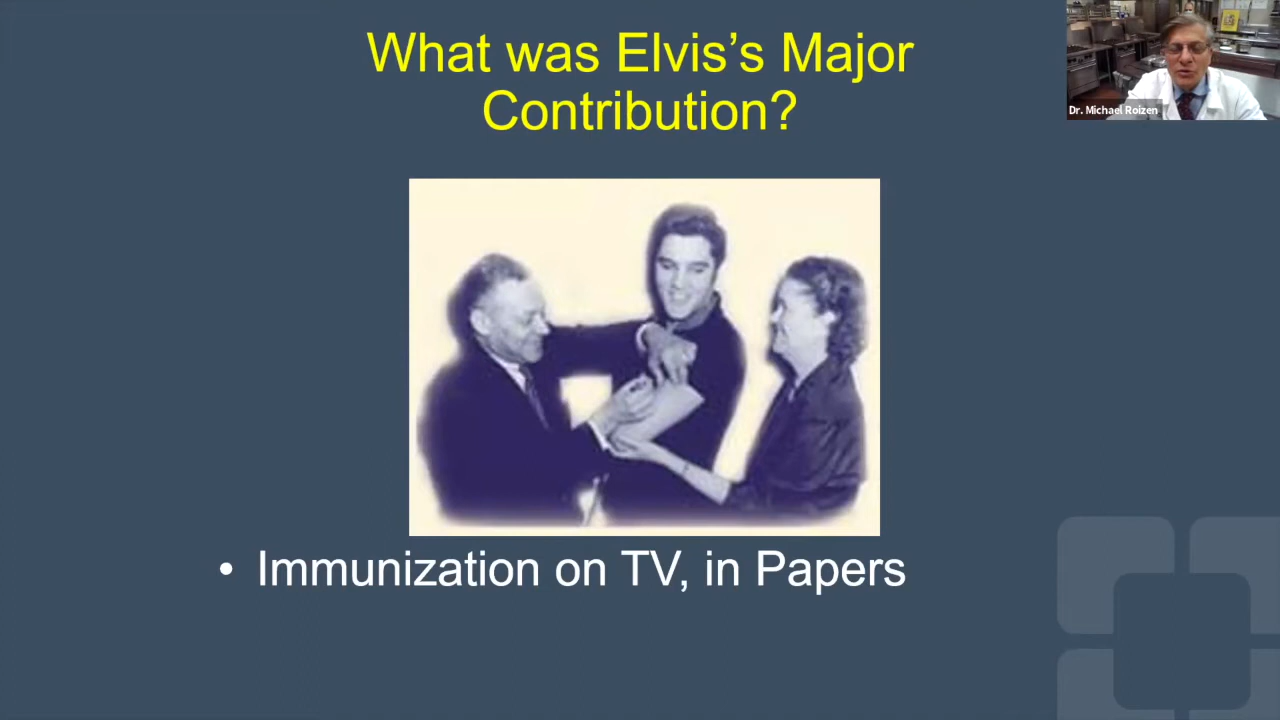 What was Elvis's Major
Contribution?
Dr. Michael Roizen
• Immunization on TV, in Papers